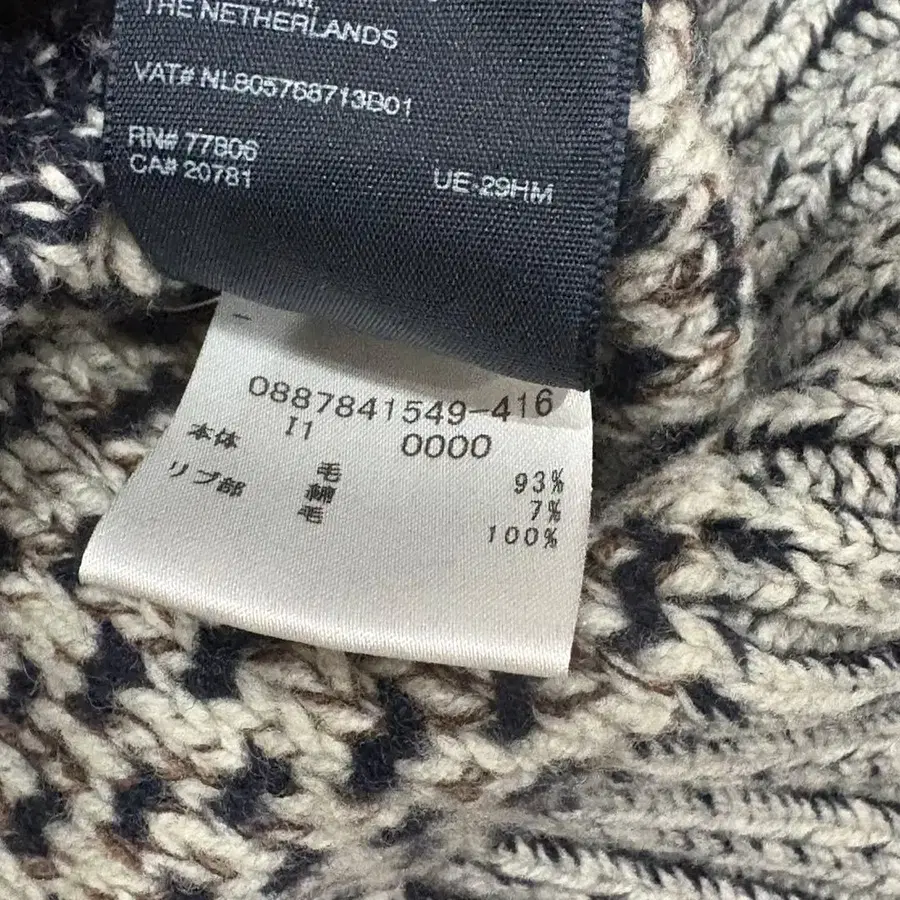 THE NETHERLANDS
VAT# NL805768713B01
RN# 77806
CA# 20781
UE-29HM
0887841549-416
I1 0000
本体 毛 93%
綿 7%
リブ部 毛 100%